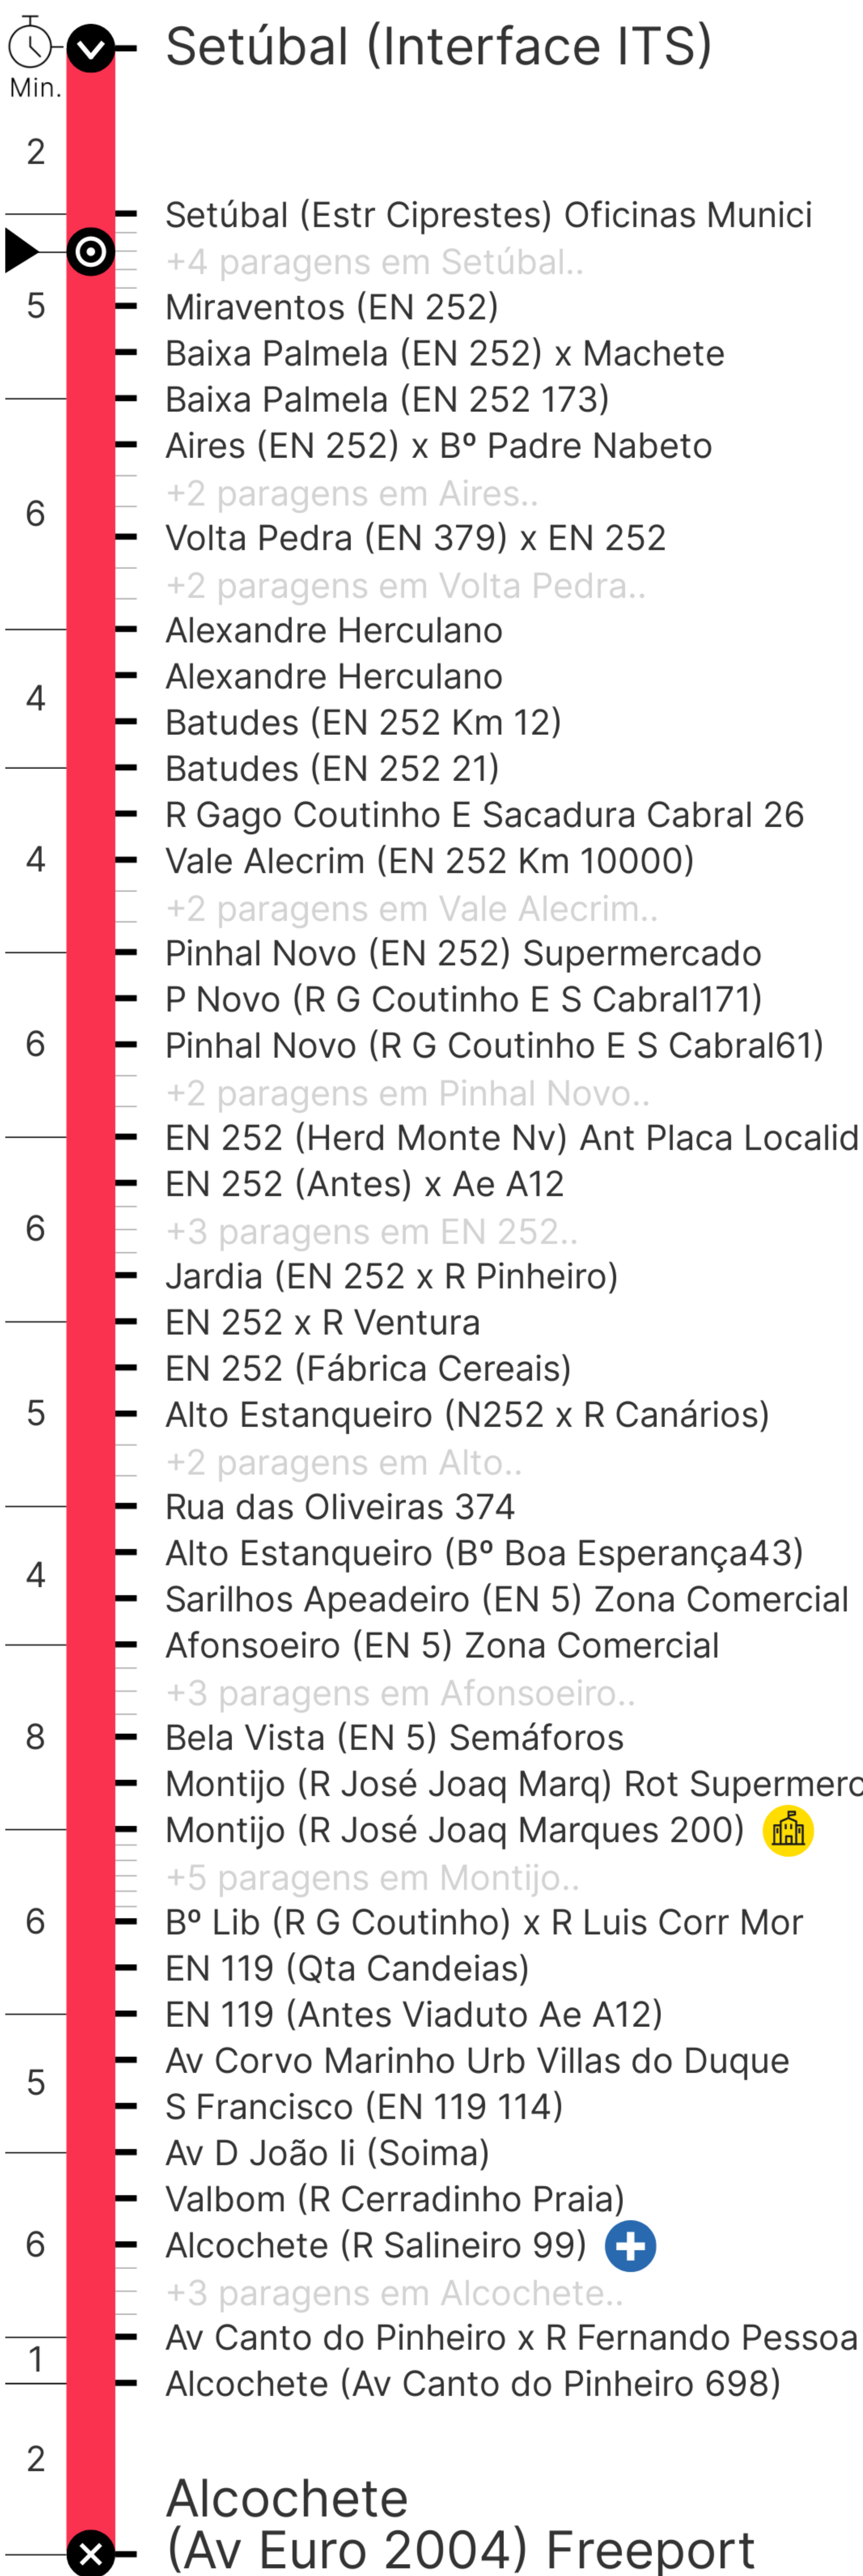 Setúbal (Interface ITS)
Min.
2
Setúbal (Estr Ciprestes) Oficinas Munici
+4 paragens em Setúbal..
5
Miraventos (EN 252)
Baixa Palmela (EN 252) x Machete
Baixa Palmela (EN 252 173)
Aires (EN 252) x Bº Padre Nabeto
+2 paragens em Aires..
6
Volta Pedra (EN 379) x EN 252
+2 paragens em Volta Pedra..
Alexandre Herculano
Alexandre Herculano
4
Batudes (EN 252 Km 12)
Batudes (EN 252 21)
R Gago Coutinho E Sacadura Cabral 26
4
Vale Alecrim (EN 252 Km 10000)
+2 paragens em Vale Alecrim..
Pinhal Novo (EN 252) Supermercado
P Novo (R G Coutinho E S Cabral171)
6
Pinhal Novo (R G Coutinho E S Cabral61)
+2 paragens em Pinhal Novo..
EN 252 (Herd Monte Nv) Ant Placa Localid
EN 252 (Antes) x Ae A12
6
+3 paragens em EN 252..
Jardia (EN 252 x R Pinheiro)
EN 252 x R Ventura
EN 252 (Fábrica Cereais)
5
Alto Estanqueiro (N252 x R Canários)
+2 paragens em Alto..
Rua das Oliveiras 374
Alto Estanqueiro (Bº Boa Esperança43)
4
Sarilhos Apeadeiro (EN 5) Zona Comercial
Afonsoeiro (EN 5) Zona Comercial
+3 paragens em Afonsoeiro..
8
Bela Vista (EN 5) Semáforos
Montijo (R José Joaq Marq) Rot Supermerc
Montijo (R José Joaq Marques 200)
+5 paragens em Montijo..
6
Bº Lib (R G Coutinho) x R Luis Corr Mor
EN 119 (Qta Candeias)
EN 119 (Antes Viaduto Ae A12)
Av Corvo Marinho Urb Villas do Duque
5
S Francisco (EN 119 114)
Av D João Ii (Soima)
Valbom (R Cerradinho Praia)
6
Alcochete (R Salineiro 99)
+3 paragens em Alcochete..
Av Canto do Pinheiro x R Fernando Pessoa
1
Alcochete (Av Canto do Pinheiro 698)
2
Alcochete
(Av Euro 2004) Freeport